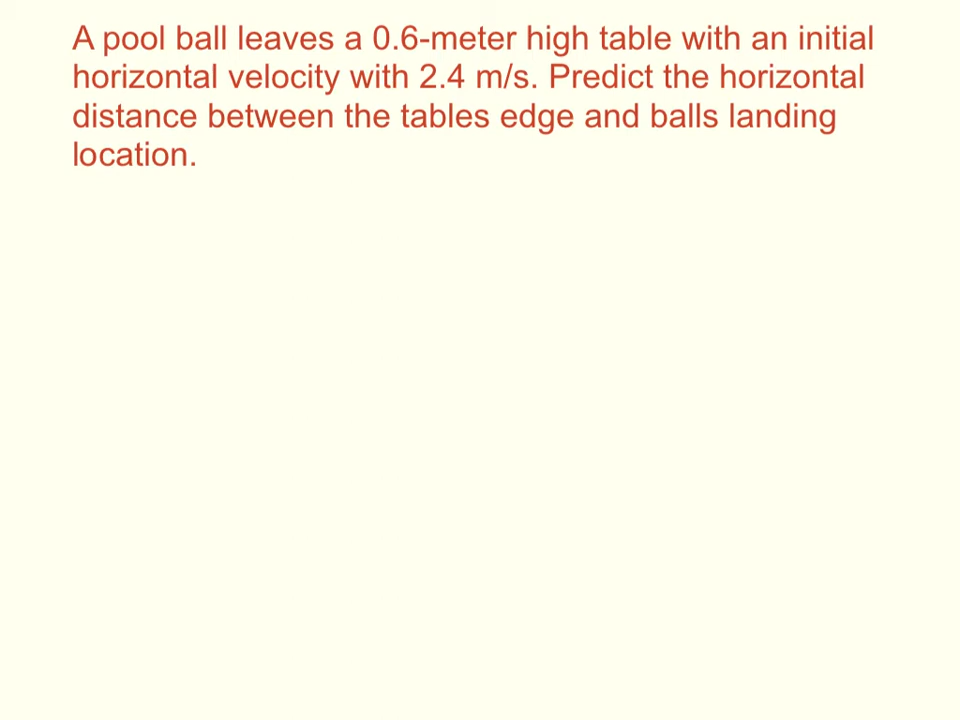 A pool ball leaves a 0.6-meter high table with an initial
horizontal velocity with 2.4 m/s. Predict the horizontal
distance between the tables edge and balls landing
location.